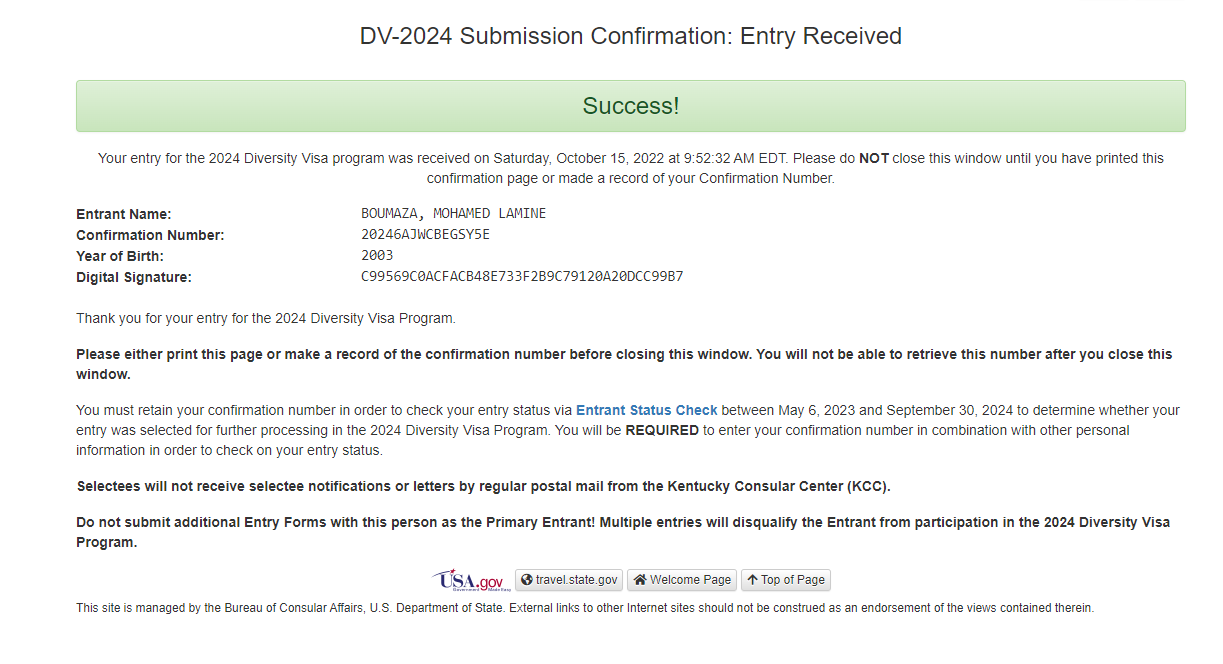 DV-2024 Submission Confirmation: Entry Received
Success!
Your entry for the 2024 Diversity Visa program was received on Saturday, October 15, 2022 at 9:52:32 AM EDT. Please do NOT close this window until you have printed this
confirmation page or made a record of your Confirmation Number.
Entrant Name: BOUMAZA, MOHAMED LAMINE
Confirmation Number: 20246AJWCBEGSY5E
Year of Birth: 2003
Digital Signature: C99569C0ACFACB48E733F2B9C79120A20DCC99B7
Thank you for your entry for the 2024 Diversity Visa Program.
Please either print this page or make a record of the confirmation number before closing this window. You will not be able to retrieve this number after you close this
window.
You must retain your confirmation number in order to check your entry status via Entrant Status Check between May 6, 2023 and September 30, 2024 to determine whether your
entry was selected for further processing in the 2024 Diversity Visa Program. You will be REQUIRED to enter your confirmation number in combination with other personal
information in order to check on your entry status.
Selectees will not receive selectee notifications or letters by regular postal mail from the Kentucky Consular Center (KCC).
Do not submit additional Entry Forms with this person as the Primary Entrant! Multiple entries will disqualify the Entrant from participation in the 2024 Diversity Visa
Program.
USA.gov Government Made Easy travel.state.gov Welcome Page Top of Page
This site is managed by the Bureau of Consular Affairs, U.S. Department of State. External links to other Internet sites should not be construed as an endorsement of the views contained therein.